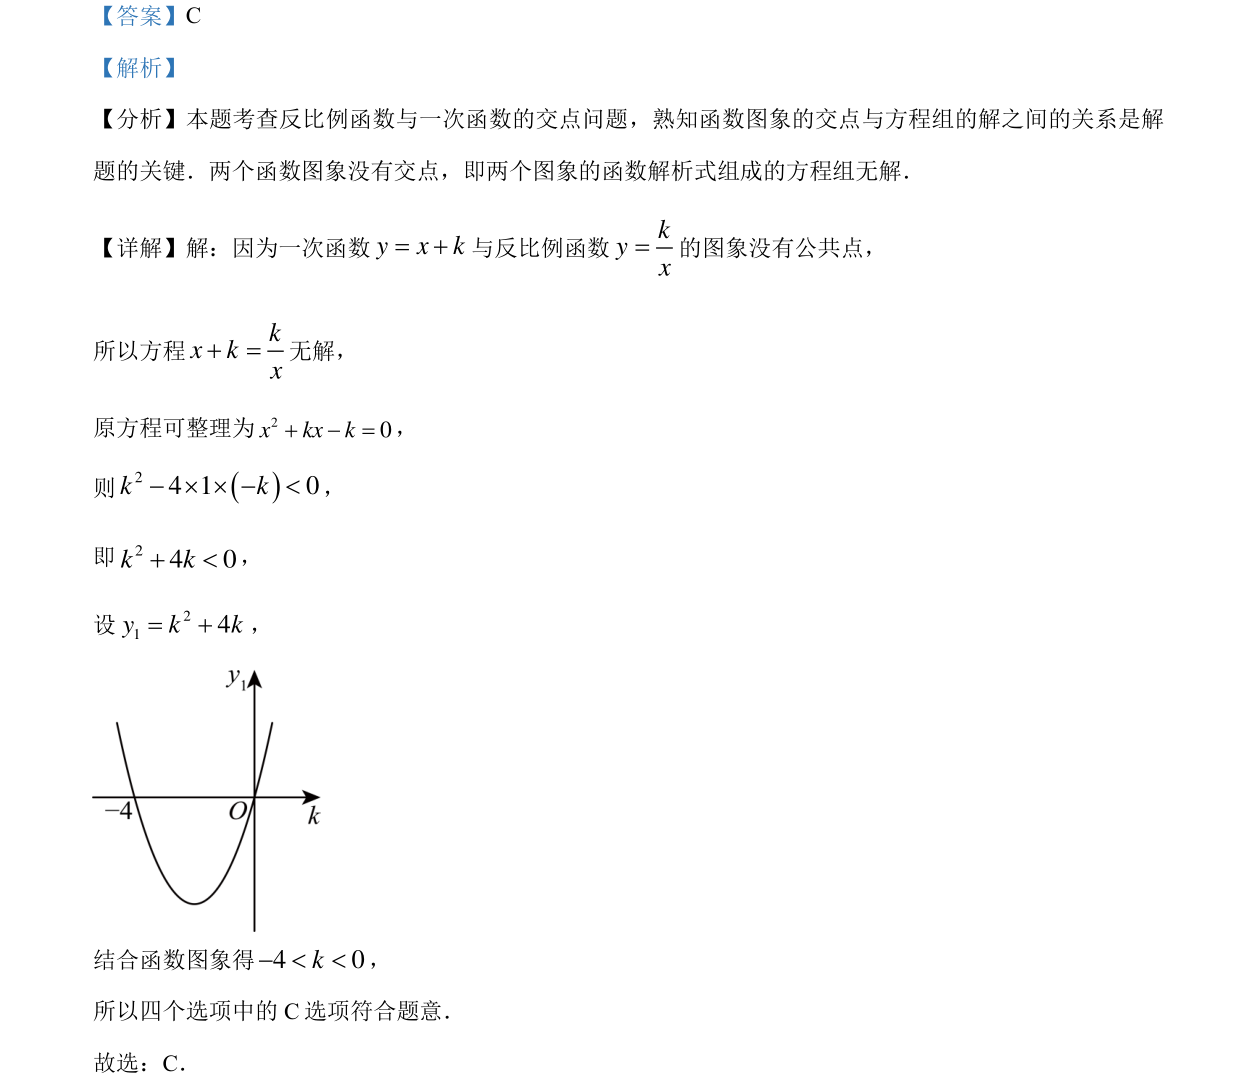 【答案】C
【解析】
【分析】本题考查反比例函数与一次函数的交点问题，熟知函数图象的交点与方程组的解之间的关系是解
题的关键．两个函数图象没有交点，即两个图象的函数解析式组成的方程组无解．
【详解】解：因为一次函数 y = x + k 与反比例函数 y = k/x 的图象没有公共点，
所以方程 x + k = k/x 无解，
原方程可整理为 x² + kx − k = 0，
则 k² − 4×1×(−k) < 0，
即 k² + 4k < 0，
设 y₁ = k² + 4k，
y₁
−4 O k
结合函数图象得 −4 < k < 0，
所以四个选项中的 C 选项符合题意．
故选：C．